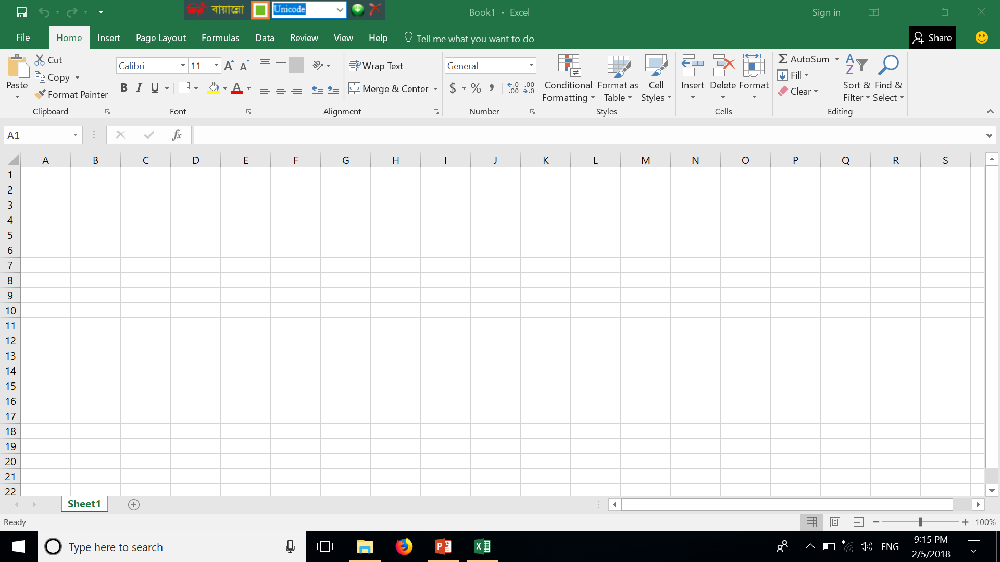 বিজয় বায়ান্নো Unicode
Book1 - Excel
Sign in
File Home Insert Page Layout Formulas Data Review View Help Tell me what you want to do Share
Paste
Cut
Copy
Format Painter
Clipboard
Calibri 11
B I U A
Font
Wrap Text
Merge & Center
Alignment
General
$ % , .00 .00
Number
Conditional Formatting
Format as Table
Cell Styles
Styles
Insert Delete Format
Cells
AutoSum
Fill
Clear
Sort & Filter
Find & Select
Editing
A1 fx
A B C D E F G H I J K L M N O P Q R S
1
2
3
4
5
6
7
8
9
10
11
12
13
14
15
16
17
18
19
20
21
22
Sheet1
Ready 100%
Type here to search
ENG
9:15 PM
2/5/2018